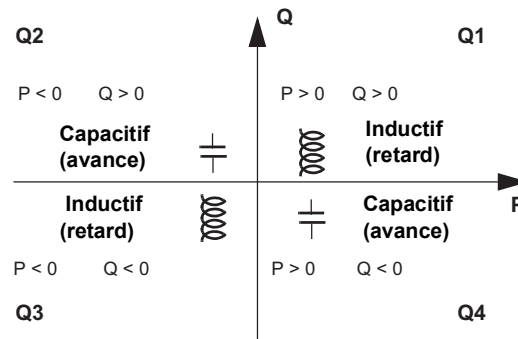 Q2 Q Q1
P < 0 Q > 0 P > 0 Q > 0
Capacitif Inductif
(avance) (retard)
P
Inductif Capacitif
(retard) (avance)
P < 0 Q < 0 P > 0 Q < 0
Q3 Q4